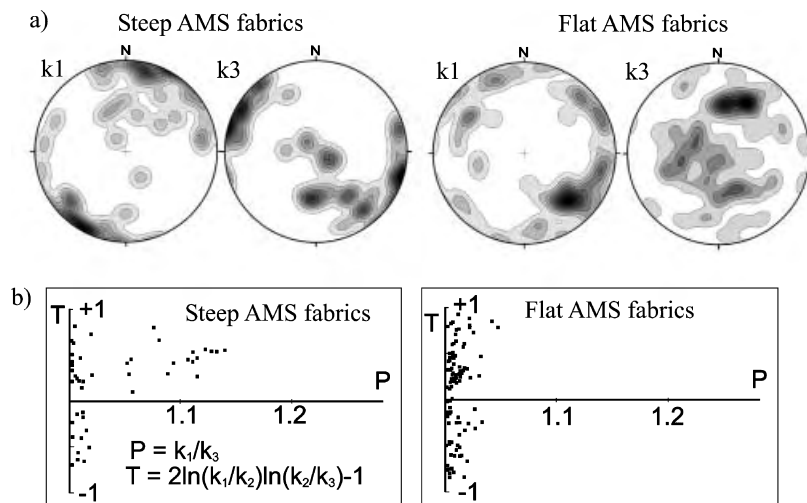 a) Steep AMS fabrics Flat AMS fabrics
N N N N
k1 k3 k1 k3
b)
T +1 Steep AMS fabrics T +1 Flat AMS fabrics
P P
1.1 1.2 1.1 1.2
P = k₁/k₃
T = 2ln(k₁/k₂)ln(k₂/k₃)-1
-1 -1